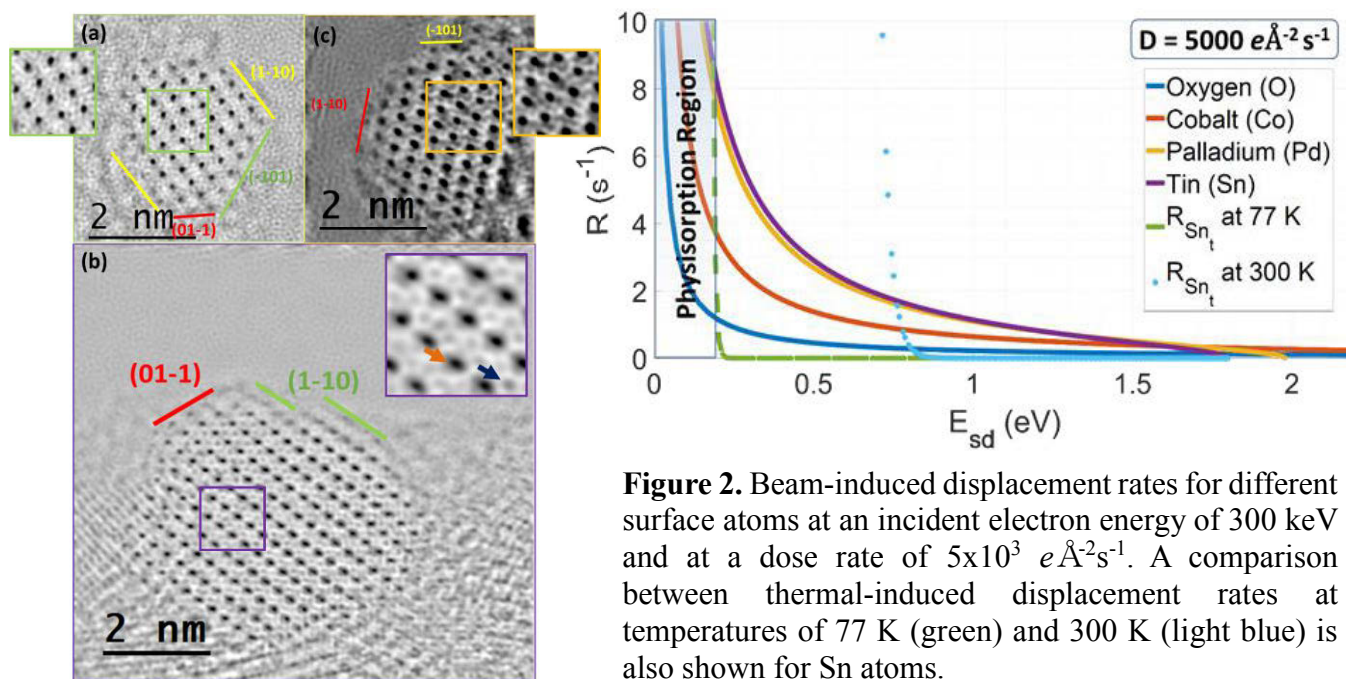 (a)
(1-10)
(-101)
2 nm
(01-1)
(c)
(-101)
(1-10)
2 nm
(b)
(01-1)
(1-10)
2 nm
10
8
6
4
2
0
R (s⁻¹)
0
0.5
1
1.5
2
E_sd (eV)
Physisorption Region
D = 5000 eÅ⁻² s⁻¹
Oxygen (O)
Cobalt (Co)
Palladium (Pd)
Tin (Sn)
R_Sn_t at 77 K
R_Sn_t at 300 K
Figure 2. Beam-induced displacement rates for different
surface atoms at an incident electron energy of 300 keV
and at a dose rate of 5x10³ eÅ⁻²s⁻¹. A comparison
between thermal-induced displacement rates at
temperatures of 77 K (green) and 300 K (light blue) is
also shown for Sn atoms.